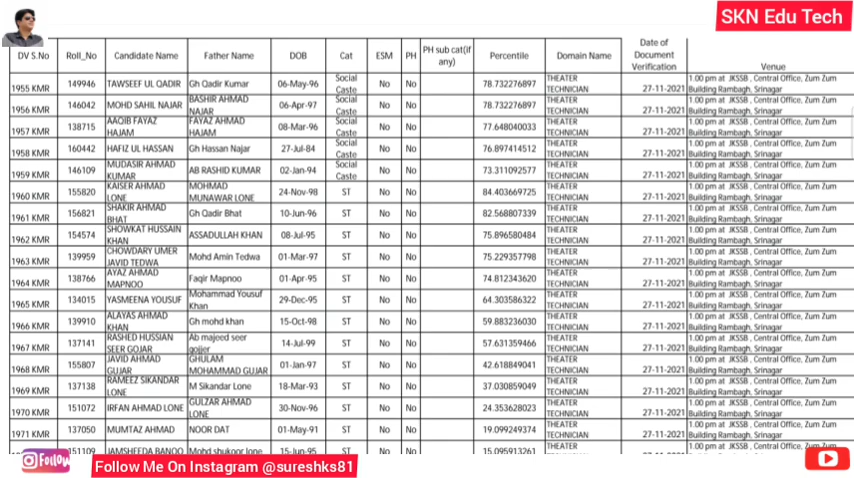 SKN Edu Tech
DV S.No Roll_No Candidate Name Father Name DOB Cat ESM PH PH sub cat(if any) Percentile Domain Name Date of Document Verification Venue
1955 KMR 149946 TAWSEEF UL QADIR Gh Qadir Kumar 06-May-96 Social Caste No No 78.732276897 THEATER TECHNICIAN 27-11-2021 1.00 pm at JKSSB , Central Office, Zum Zum Building Rambagh, Srinagar
1956 KMR 146042 MOHD SAHIL NAJAR BASHIR AHMAD NAJAR 06-Apr-97 Social Caste No No 78.732276897 THEATER TECHNICIAN 27-11-2021 1.00 pm at JKSSB , Central Office, Zum Zum Building Rambagh, Srinagar
1957 KMR 138715 AAQIB FAYAZ HAJAM FAYAZ AHMAD HAJAM 08-Mar-96 Social Caste No No 77.648040033 THEATER TECHNICIAN 27-11-2021 1.00 pm at JKSSB , Central Office, Zum Zum Building Rambagh, Srinagar
1958 KMR 160442 HAFIZ UL HASSAN Gh Hassan Najar 27-Jul-84 Social Caste No No 76.897414512 THEATER TECHNICIAN 27-11-2021 1.00 pm at JKSSB , Central Office, Zum Zum Building Rambagh, Srinagar
1959 KMR 146109 MUDASIR AHMAD KUMAR AB RASHID KUMAR 02-Jan-94 Social Caste No No 73.311092577 THEATER TECHNICIAN 27-11-2021 1.00 pm at JKSSB , Central Office, Zum Zum Building Rambagh, Srinagar
1960 KMR 155820 KAISER AHMAD LONE MOHMAD MUNAWAR LONE 24-Nov-98 ST No No 84.403669725 THEATER TECHNICIAN 27-11-2021 1.00 pm at JKSSB , Central Office, Zum Zum Building Rambagh, Srinagar
1961 KMR 156821 SHAKIR AHMAD BHAT Gh Qadir Bhat 10-Jun-96 ST No No 82.568807339 THEATER TECHNICIAN 27-11-2021 1.00 pm at JKSSB , Central Office, Zum Zum Building Rambagh, Srinagar
1962 KMR 154574 SHOWKAT HUSSAIN KHAN ASSADULLAH KHAN 08-Jul-95 ST No No 75.896580484 THEATER TECHNICIAN 27-11-2021 1.00 pm at JKSSB , Central Office, Zum Zum Building Rambagh, Srinagar
1963 KMR 139959 CHOWDARY UMER JAVID TEDWA Mohd Amin Tedwa 01-Mar-97 ST No No 75.229357798 THEATER TECHNICIAN 27-11-2021 1.00 pm at JKSSB , Central Office, Zum Zum Building Rambagh, Srinagar
1964 KMR 138766 AYAZ AHMAD MAPNOO Faqir Mapnoo 01-Apr-95 ST No No 74.812343620 THEATER TECHNICIAN 27-11-2021 1.00 pm at JKSSB , Central Office, Zum Zum Building Rambagh, Srinagar
1965 KMR 134015 YASMEENA YOUSUF Mohammad Yousuf Khan 29-Dec-95 ST No No 64.303586322 THEATER TECHNICIAN 27-11-2021 1.00 pm at JKSSB , Central Office, Zum Zum Building Rambagh, Srinagar
1966 KMR 139910 ALAYAS AHMAD KHAN Gh mohd khan 15-Oct-98 ST No No 59.883236030 THEATER TECHNICIAN 27-11-2021 1.00 pm at JKSSB , Central Office, Zum Zum Building Rambagh, Srinagar
1967 KMR 137141 RASHED HUSSIAN SEER GOJAR Ab majeed seer gojjer 14-Jul-99 ST No No 57.631359466 THEATER TECHNICIAN 27-11-2021 1.00 pm at JKSSB , Central Office, Zum Zum Building Rambagh, Srinagar
1968 KMR 155807 JAVID AHMAD GUJAR GHULAM MOHAMMAD GUJAR 01-Jan-97 ST No No 42.618849041 THEATER TECHNICIAN 27-11-2021 1.00 pm at JKSSB , Central Office, Zum Zum Building Rambagh, Srinagar
1969 KMR 137138 RAMEEZ SIKANDAR LONE M Sikandar Lone 18-Mar-93 ST No No 37.030859049 THEATER TECHNICIAN 27-11-2021 1.00 pm at JKSSB , Central Office, Zum Zum Building Rambagh, Srinagar
1970 KMR 151072 IRFAN AHMAD LONE GULZAR AHMAD LONE 30-Nov-96 ST No No 24.353628023 THEATER TECHNICIAN 27-11-2021 1.00 pm at JKSSB , Central Office, Zum Zum Building Rambagh, Srinagar
1971 KMR 137050 MUMTAZ AHMAD NOOR DAT 01-May-91 ST No No 19.099249374 THEATER TECHNICIAN 27-11-2021 1.00 pm at JKSSB , Central Office, Zum Zum Building Rambagh, Srinagar
151109 JAMSHEEDA BANOO Mohd shukoor lone 15-Jun-95 ST No No 15.095913261 THEATER 1.00 pm at JKSSB , Central Office, Zum Zum
Follow
Follow Me On Instagram @sureshks81